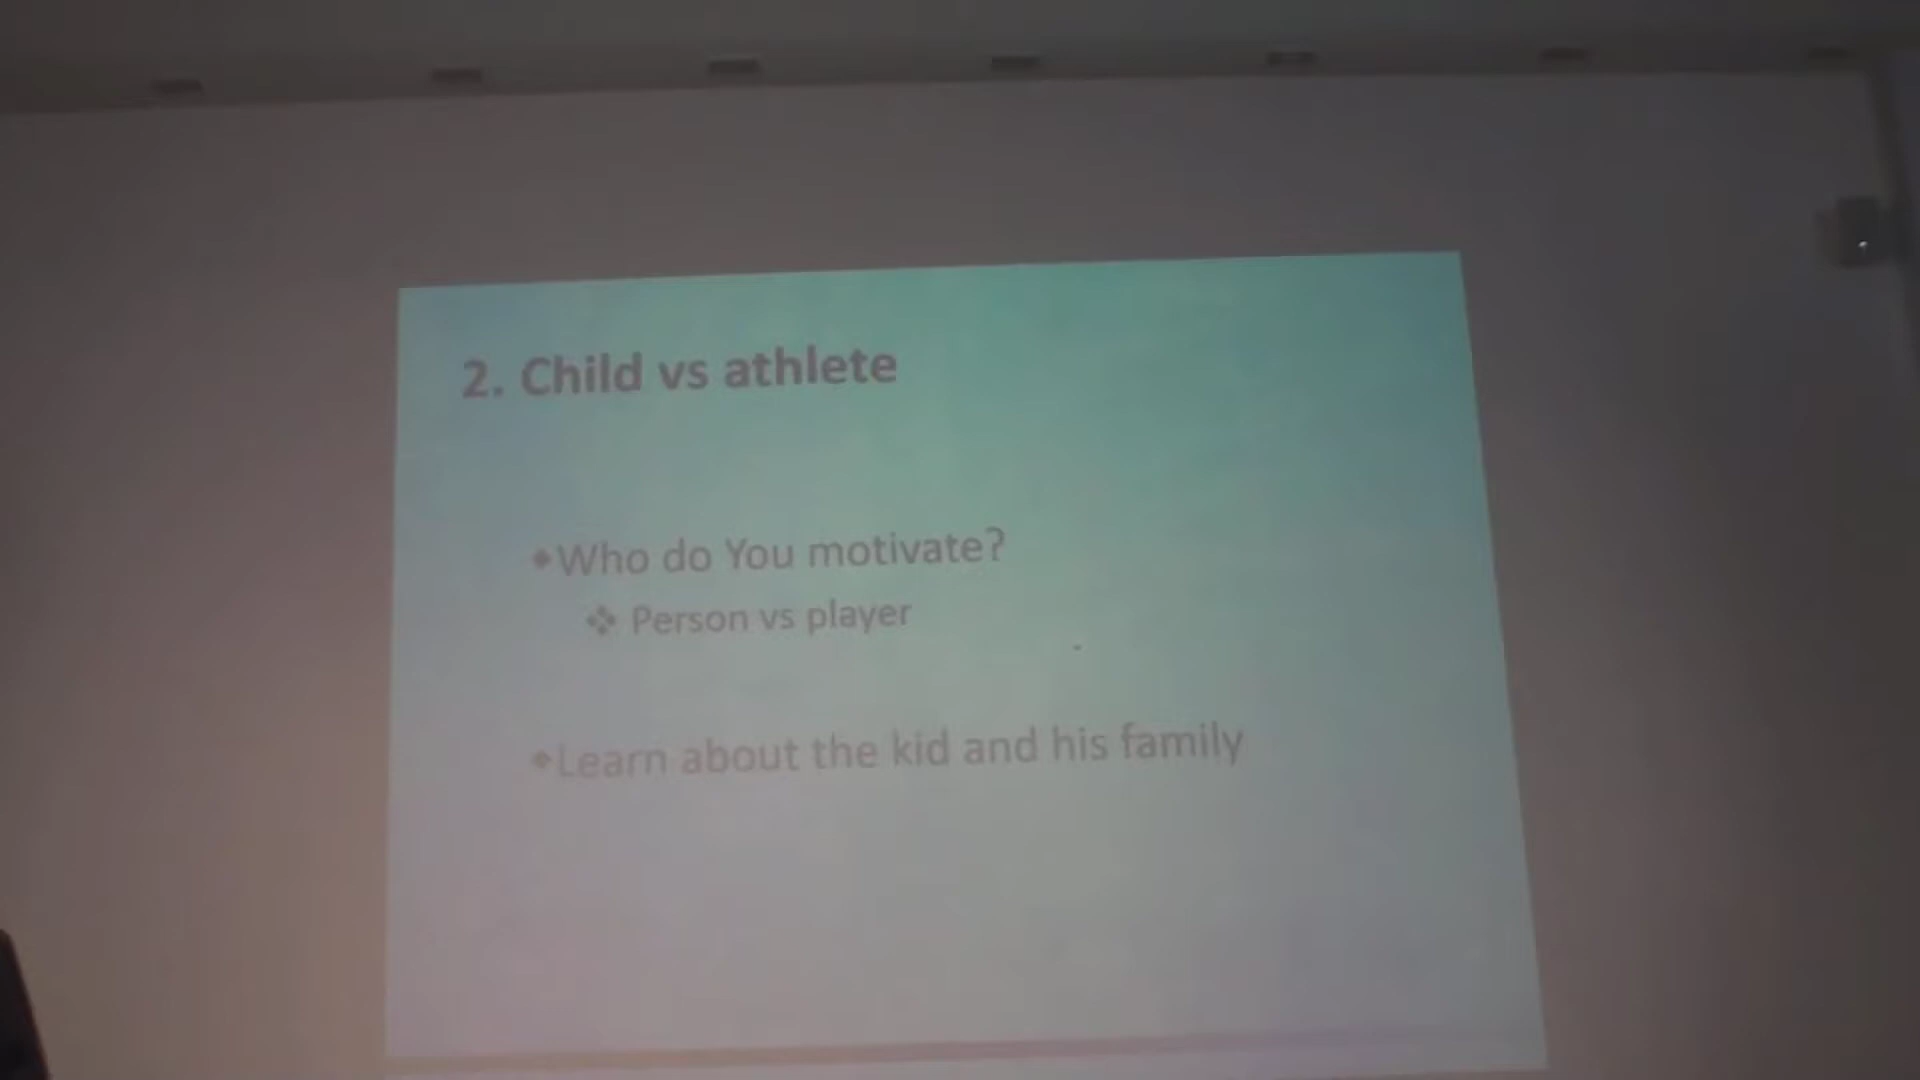 2. Child vs athlete
•Who do You motivate?
❖ Person vs player
•Learn about the kid and his family